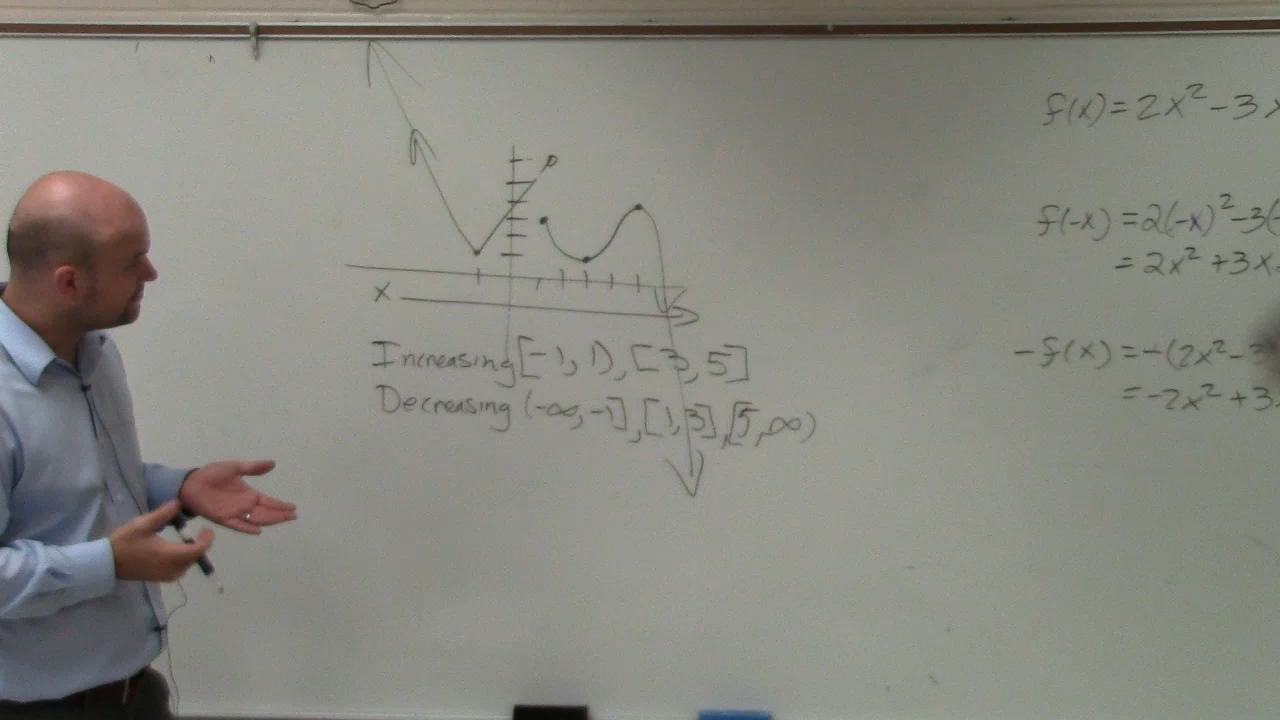 X
Increasing [-1, 1), [3, 5]
Decreasing (-∞, -1], [1, 3], [5, ∞)
f(x) = 2x² - 3x
f(-x) = 2(-x)² - 3(-
= 2x² + 3x
-f(x) = -(2x² - 3
= -2x² + 3